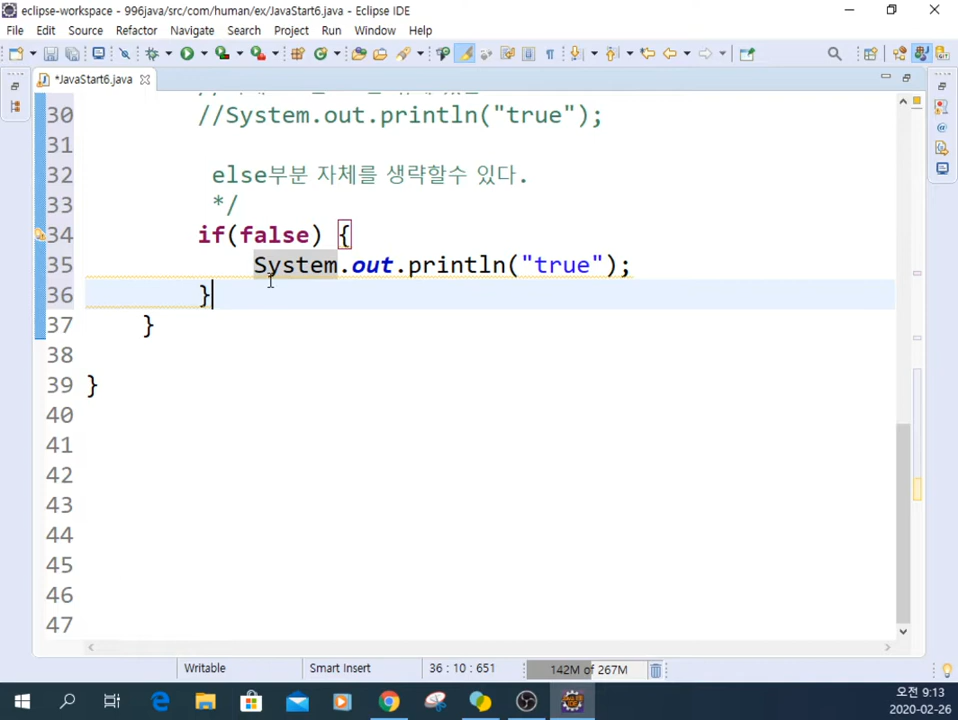 eclipse-workspace - 996java/src/com/human/ex/JavaStart6.java - Eclipse IDE
File Edit Source Refactor Navigate Search Project Run Window Help
*JavaStart6.java
30 //System.out.println("true");
31
32 else부분 자체를 생략할수 있다.
33 */
34 if(false) {
35 System.out.println("true");
36 }
37 }
38
39 }
40
41
42
43
44
45
46
47
Writable Smart Insert 36 : 10 : 651 142M of 267M
오전 9:13
2020-02-26